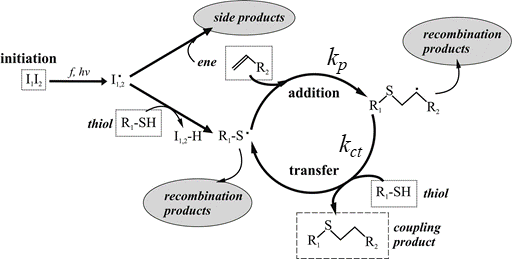 side products
initiation
I₁I₂
f, hν
I•₁,₂
ene
thiol
R₁-SH
I₁,₂-H
R₁-S•
R₂
kₚ
addition
recombination
products
R₁ S • R₂
k_ct
transfer
R₁-SH
thiol
recombination
products
S
R₁ R₂
coupling
product